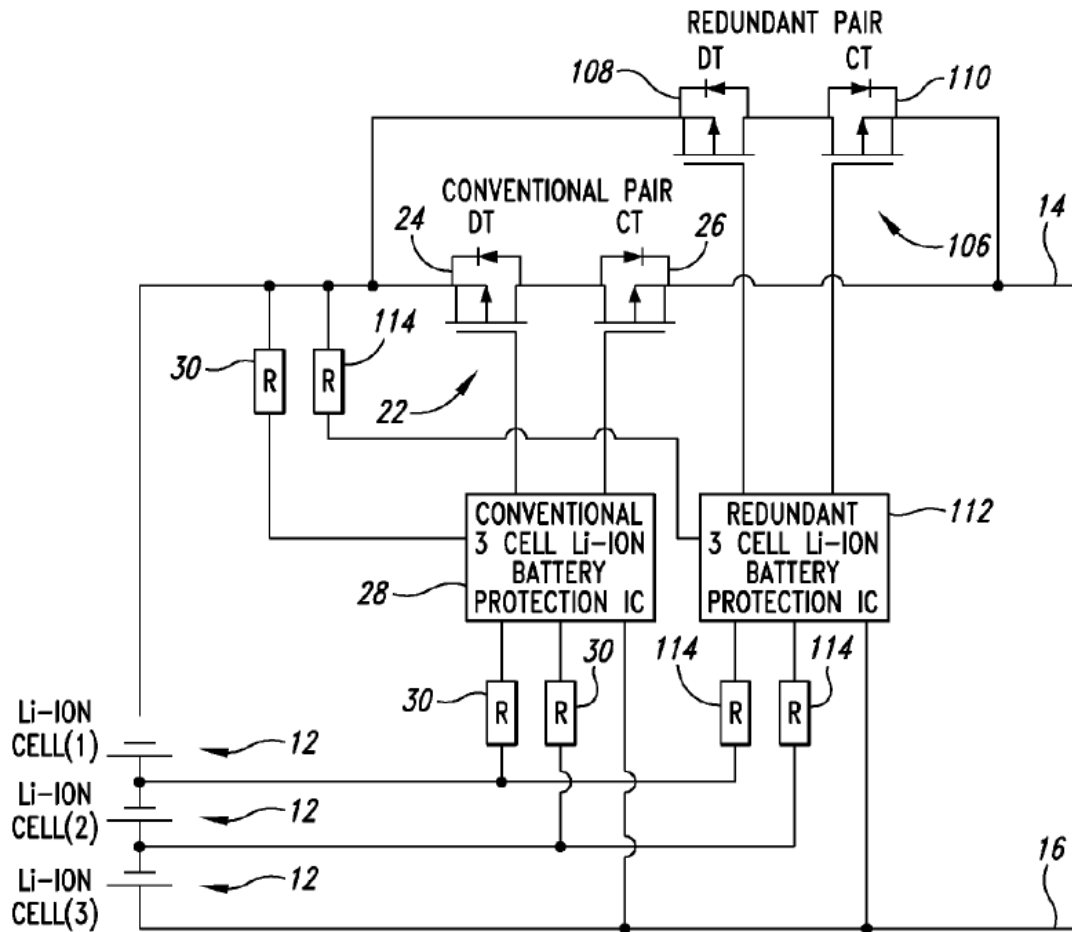 REDUNDANT PAIR
DT CT
108
110
CONVENTIONAL PAIR
DT CT
24
26
106
14
30
R
114
R
22
CONVENTIONAL
3 CELL Li-ION
BATTERY
PROTECTION IC
28
REDUNDANT
3 CELL Li-ION
BATTERY
PROTECTION IC
112
30
R
30
R
114
R
114
R
Li-ION
CELL(1)
12
Li-ION
CELL(2)
12
Li-ION
CELL(3)
12
16